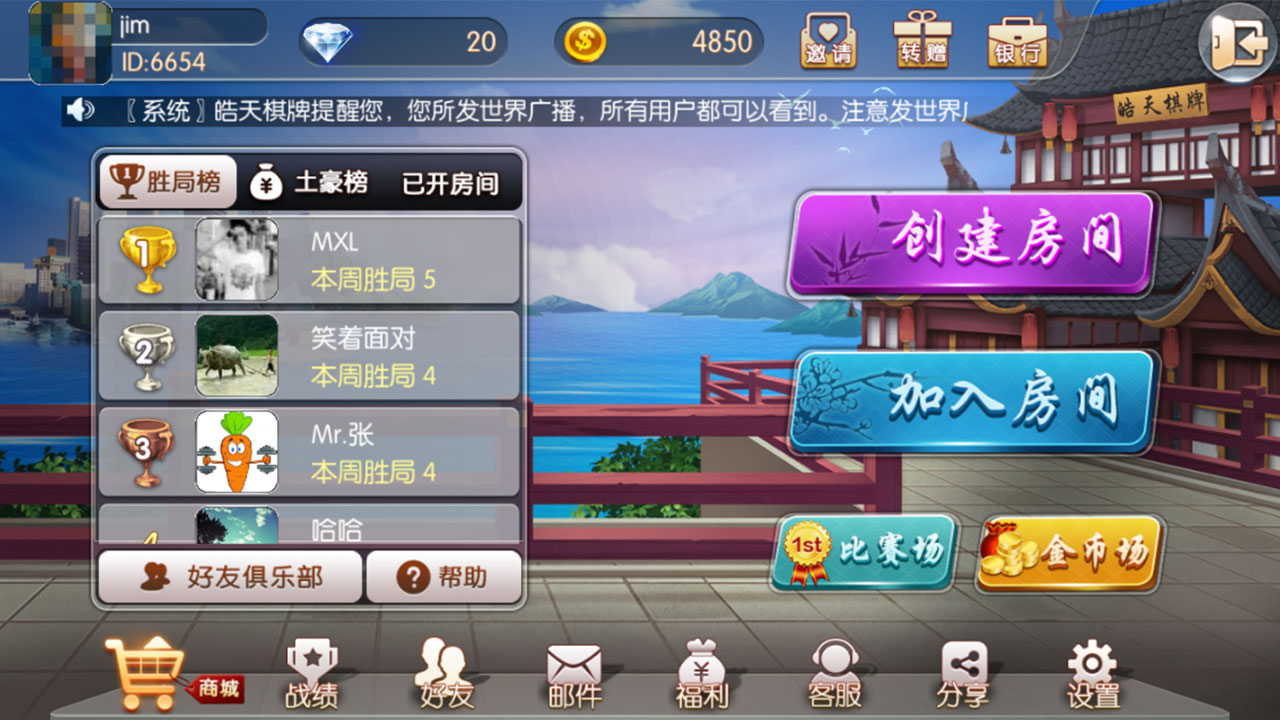 jim
ID:6654
20
4850
邀请
转赠
银行
〖系统〗皓天棋牌提醒您，您所发世界广播，所有用户都可以看到。注意发世界
皓天棋牌
胜局榜
土豪榜
已开房间
1
MXL
本周胜局 5
2
笑着面对
本周胜局 4
3
Mr.张
本周胜局 4
4
哈哈
好友俱乐部
帮助
创建房间
加入房间
1st
比赛场
金币场
商城
战绩
好友
邮件
福利
客服
分享
设置